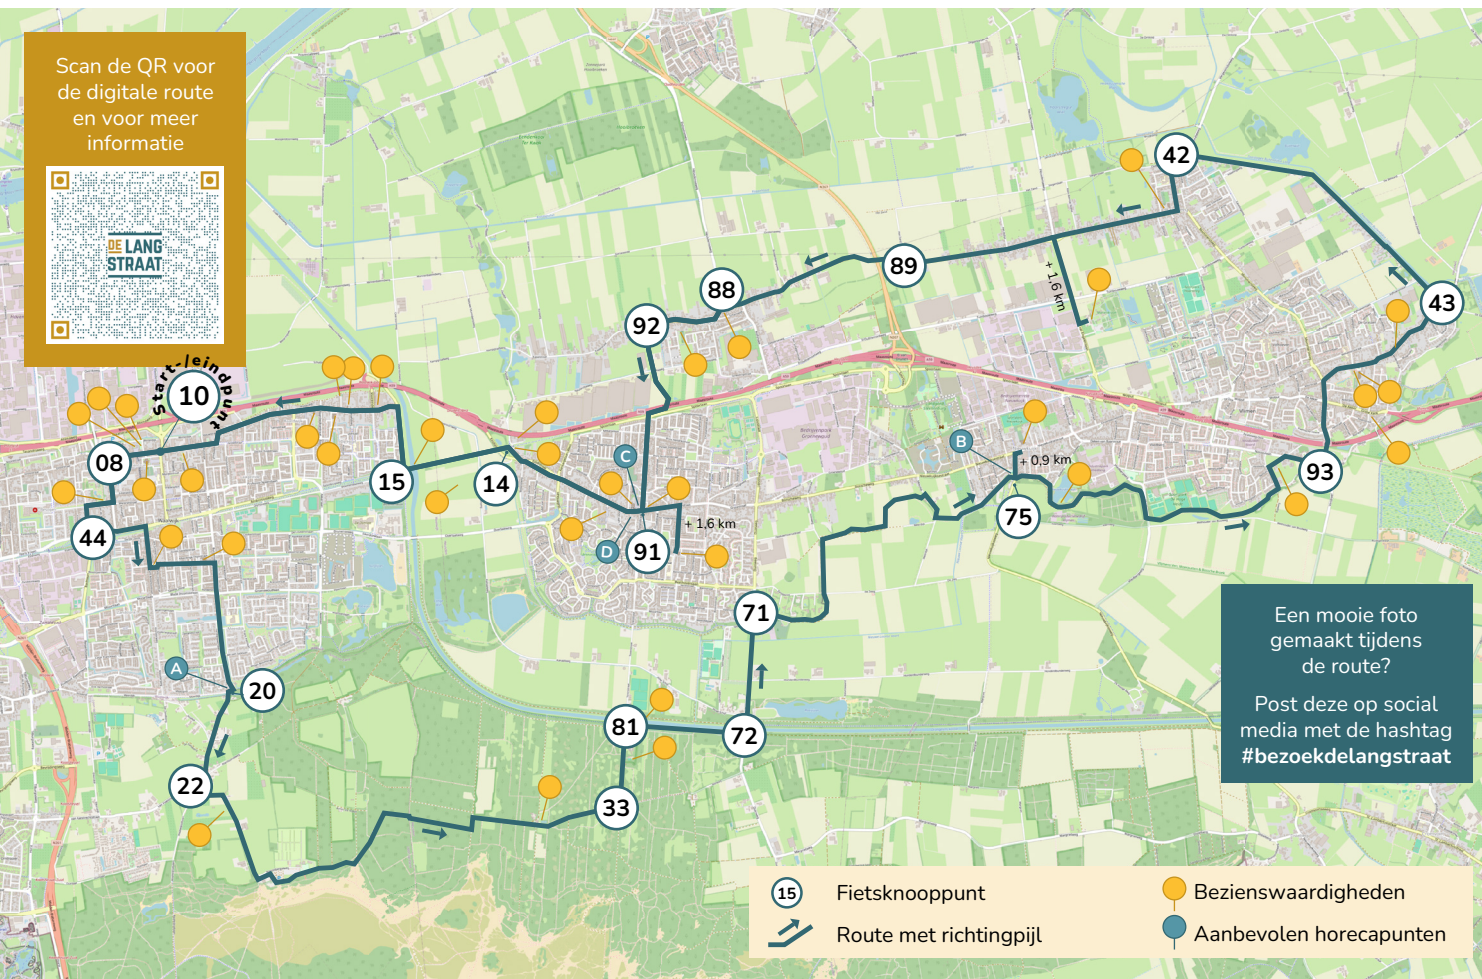 Scan de QR voor
de digitale route
en voor meer
informatie
DE LANG
STRAAT
Start-/eindpunt
10
08
44
15
14
20
22
33
81
72
71
75
93
43
42
89
88
92
91
A
B
C
D
+ 1,6 km
+ 0,9 km
+ 1,6 km
Een mooie foto
gemaakt tijdens
de route?
Post deze op social
media met de hashtag
#bezoekdelangstraat
15 Fietsknooppunt
Route met richtingpijl
Bezienswaardigheden
Aanbevolen horecapunten